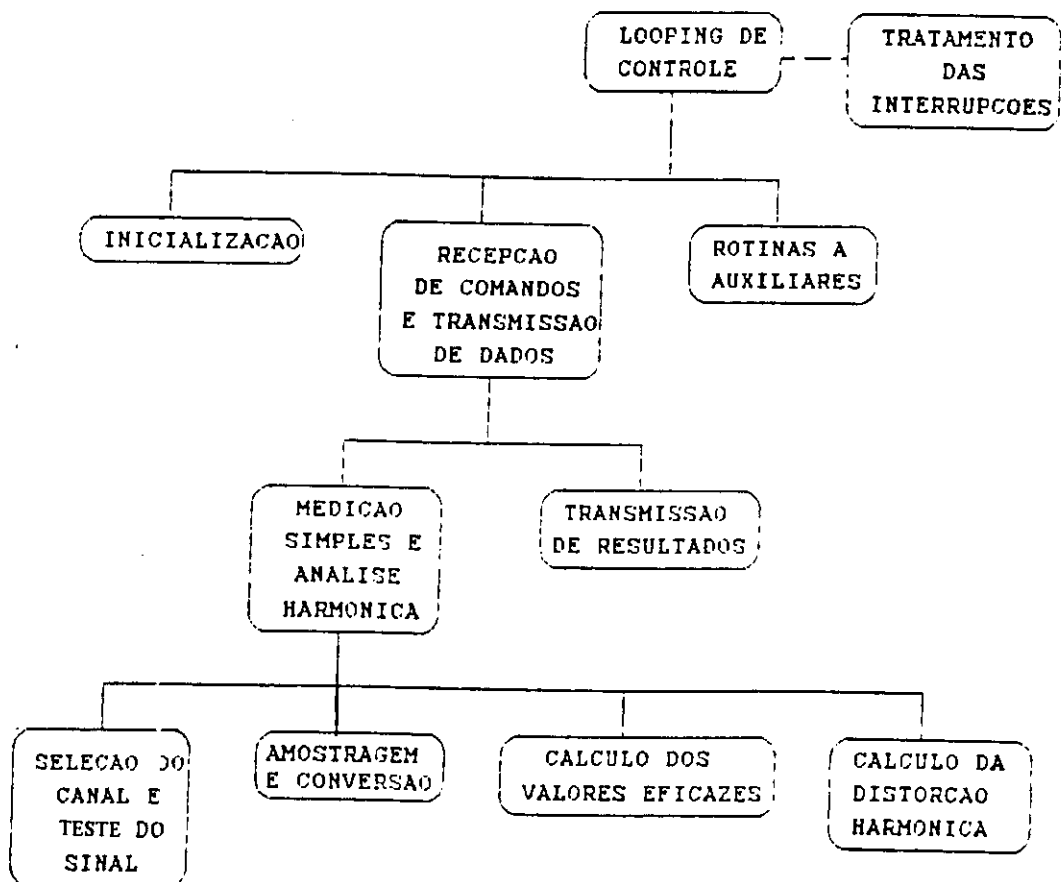 LOOPING DE
CONTROLE
TRATAMENTO
DAS
INTERRUPCOES
INICIALIZACAO
RECEPCAO
DE COMANDOS
E TRANSMISSAO
DE DADOS
ROTINAS A
AUXILIARES
MEDICAO
SIMPLES E
ANALISE
HARMONICA
TRANSMISSAO
DE RESULTADOS
SELECAO DO
CANAL E
TESTE DO
SINAL
AMOSTRAGEM
E CONVERSAO
CALCULO DOS
VALORES EFICAZES
CALCULO DA
DISTORCAO
HARMONICA